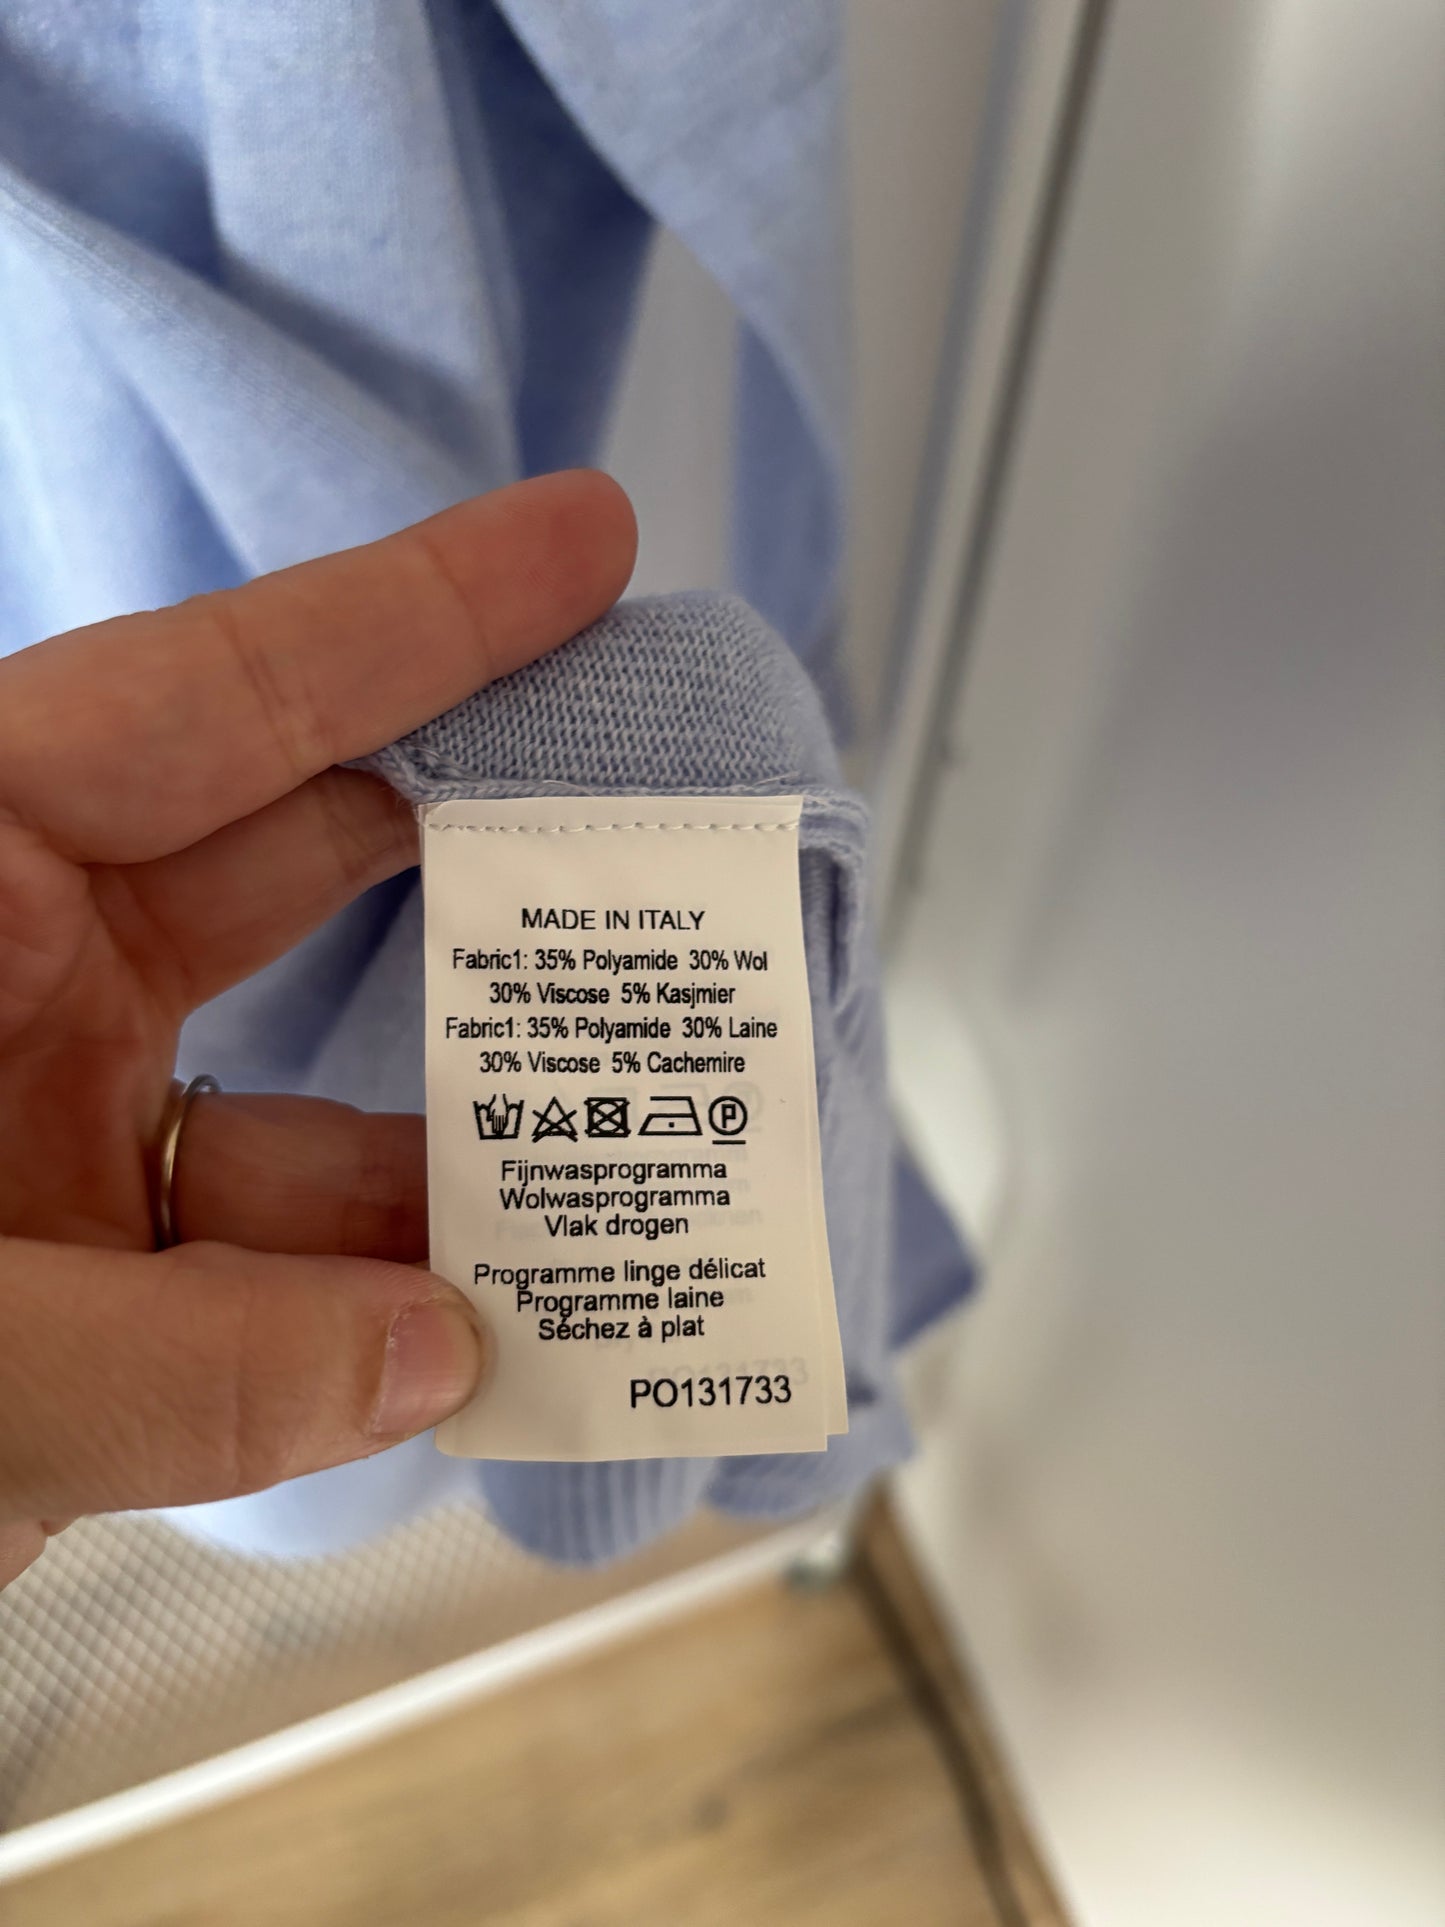 MADE IN ITALY
Fabric1: 35% Polyamide 30% Wol
30% Viscose 5% Kasjmier
Fabric1: 35% Polyamide 30% Laine
30% Viscose 5% Cachemire
P
Fijnwasprogramma
Wolwasprogramma
Vlak drogen
Programme linge délicat
Programme laine
Séchez à plat
PO131733